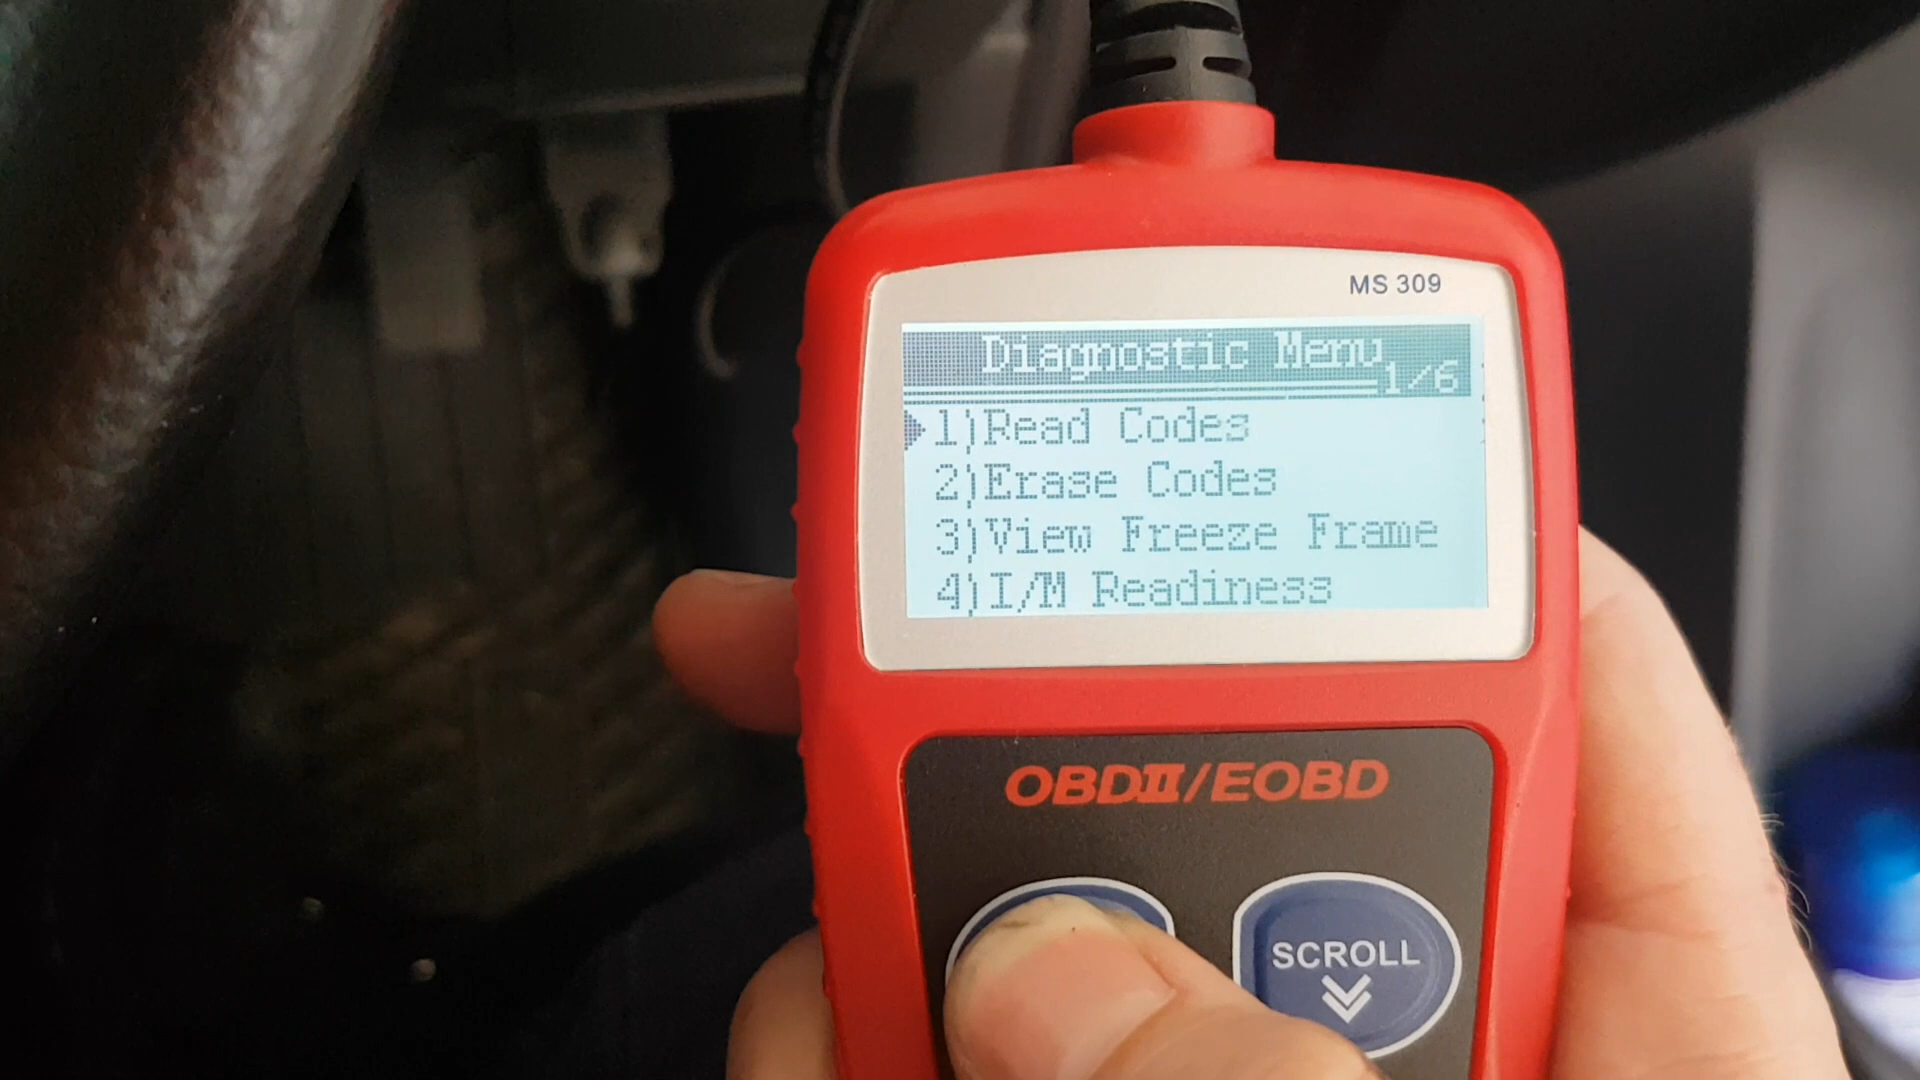 MS 309
Diagnostic Menu
1/6
1)Read Codes
2)Erase Codes
3)View Freeze Frame
4)I/M Readiness
OBDII/EOBD
SCROLL